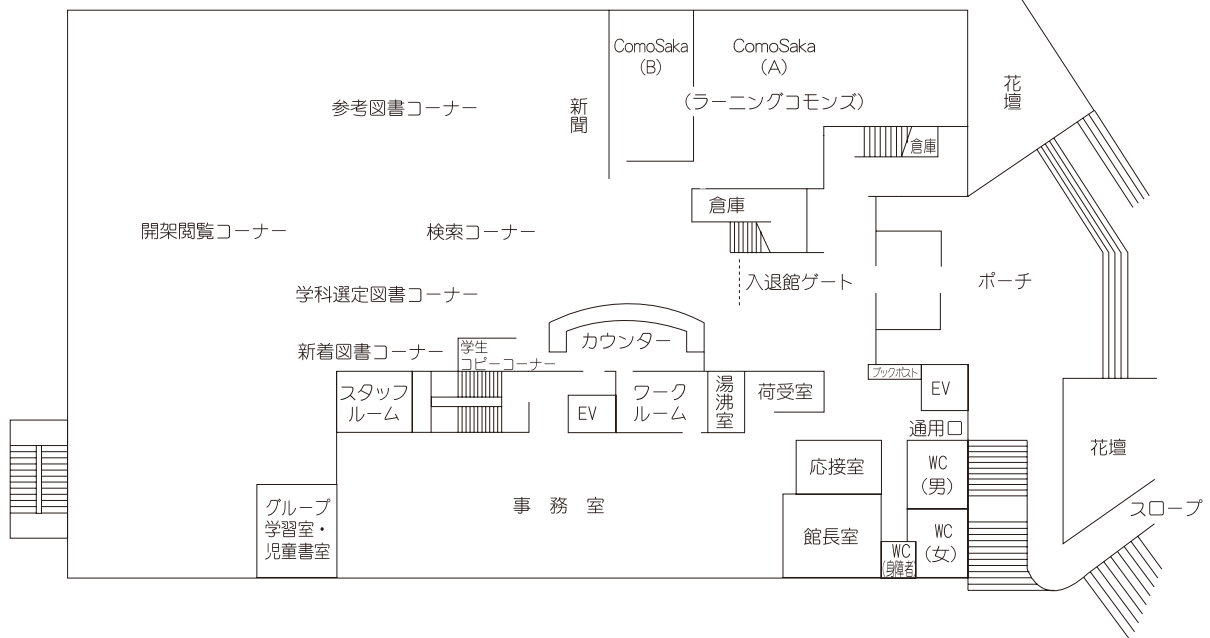 ComoSaka
(B)
ComoSaka
(A)
(ラーニングコモンズ)
花壇
参考図書コーナー
新聞
倉庫
倉庫
開架閲覧コーナー
検索コーナー
入退館ゲート
ポーチ
学科選定図書コーナー
カウンター
新着図書コーナー
学生
コピーコーナー
ブックポスト
スタッフ
ルーム
EV
ワーク
ルーム
湯沸室
荷受室
EV
通用口
花壇
応接室
WC
(男)
スロープ
グループ
学習室・
児童書室
事務室
館長室
WC
(女)
WC
(身障者)